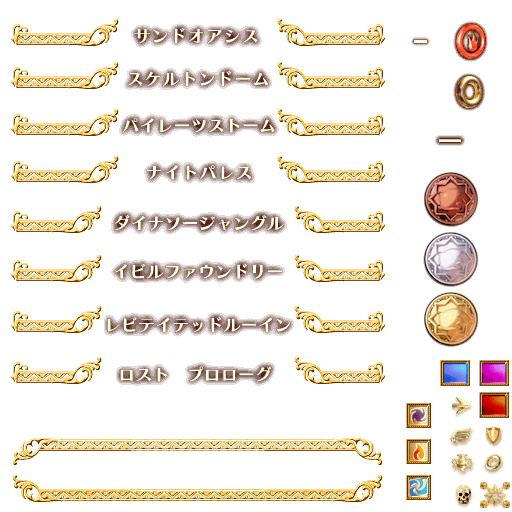 サンドオアシス
スケルトンドーム
パイレーツストーム
ナイトパレス
ダイナソージャングル
イビルファウンドリー
レビテイテッドルーイン
ロスト　プロローグ